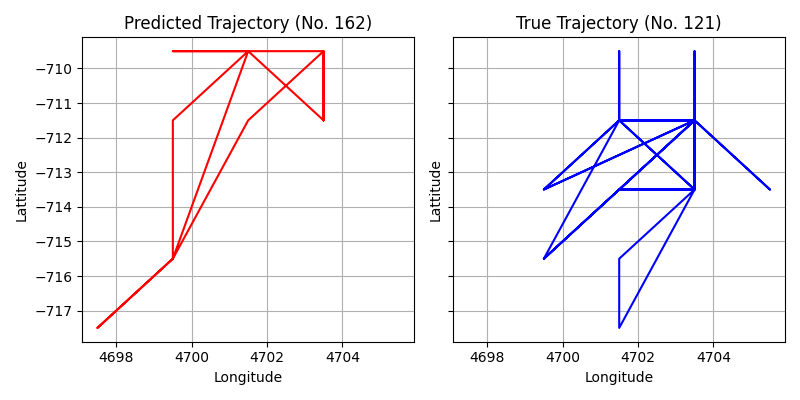 Predicted Trajectory (No. 162)
True Trajectory (No. 121)
−710
−711
−712
−713
−714
−715
−716
−717
Lattitude
Lattitude
4698 4700 4702 4704
4698 4700 4702 4704
Longitude
Longitude